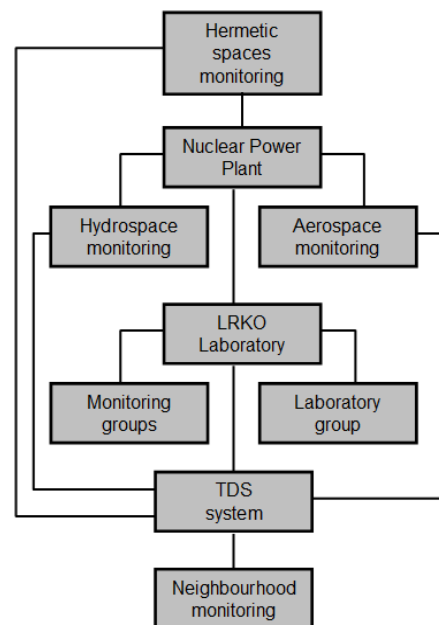 Hermetic
spaces
monitoring
Nuclear Power
Plant
Hydrospace
monitoring
Aerospace
monitoring
LRKO
Laboratory
Monitoring
groups
Laboratory
group
TDS
system
Neighbourhood
monitoring